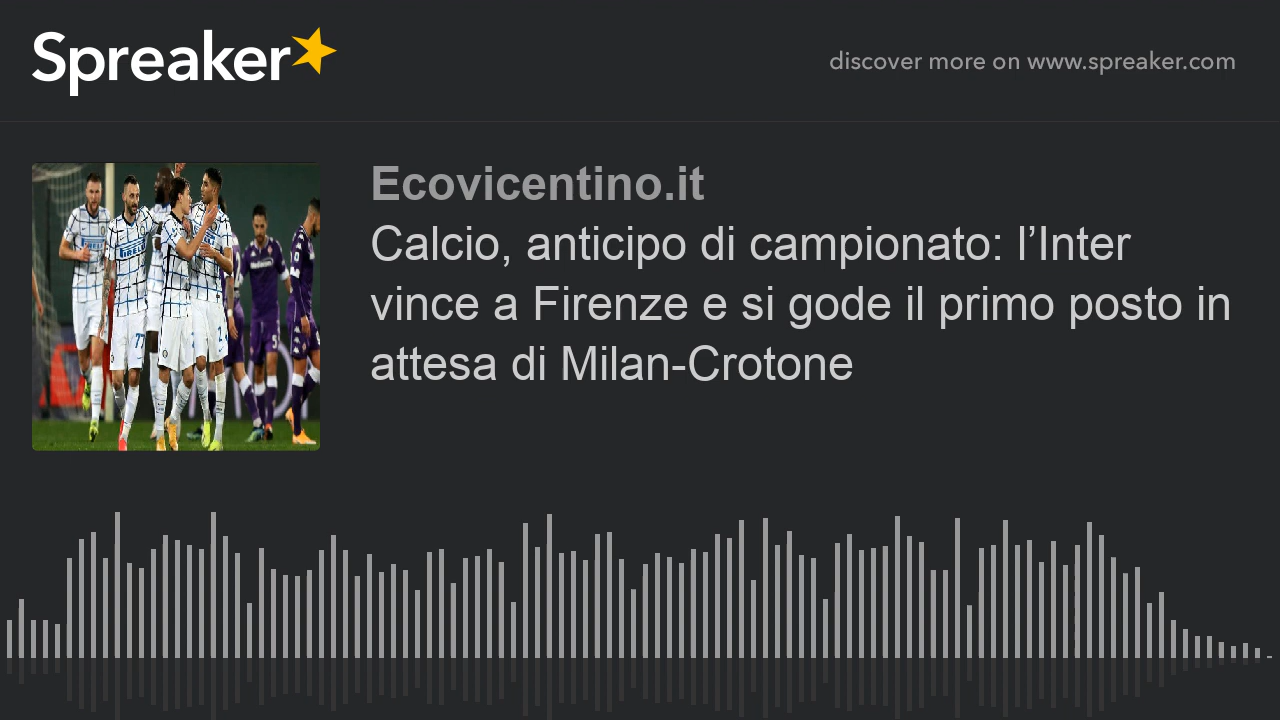 Spreaker
discover more on www.spreaker.com
Ecovicentino.it
Calcio, anticipo di campionato: l’Inter
vince a Firenze e si gode il primo posto in
attesa di Milan-Crotone